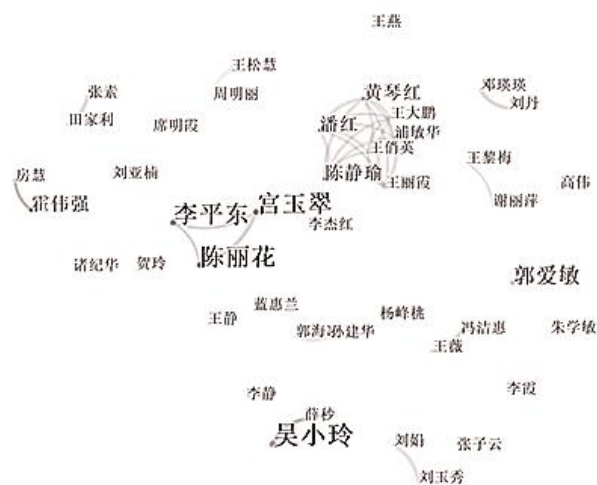 王燕
王松慧
黄琴红
邓瑛瑛
张素
周明丽
刘丹
王大鹏
田家利
席明霞
潘红
浦敏华
王俏英
王黎梅
房慧
刘亚楠
陈静瑜
王丽霞
高伟
霍伟强
李平东
宫玉翠
谢丽萍
李杰红
陈丽花
诸纪华
贺玲
郭爱敏
蓝惠兰
王静
杨峰桃
郭海
孙建华
冯洁惠
朱学敏
王薇
李静
李霞
薛秒
吴小玲
刘娟
张子云
刘玉秀